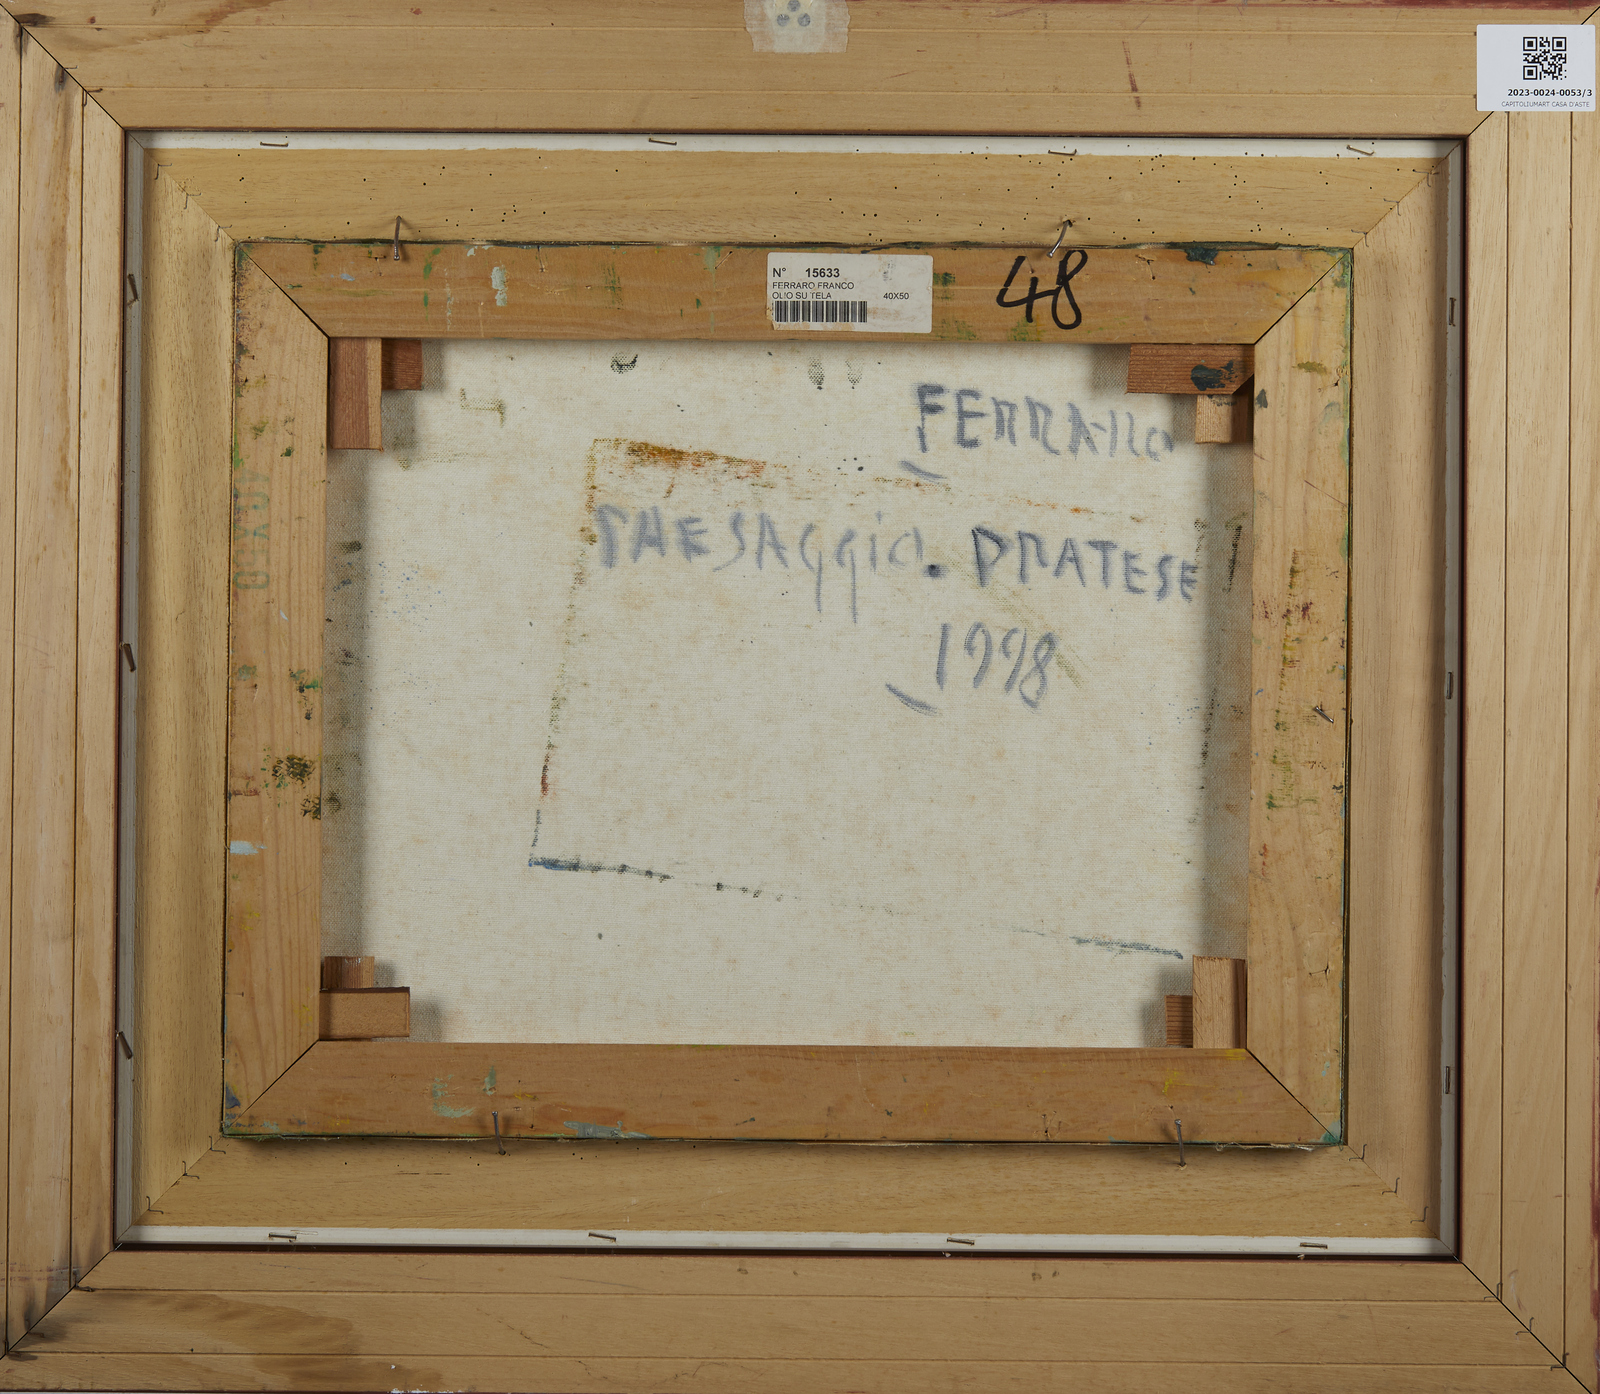 2023-0024-0053/3
CAPITOLIUMART CASA D'ASTE
N° 15633
FERRARO FRANCO
OLIO SU TELA 40X50
48
FERRARO
PAESAGGIO. PRATESE
1998